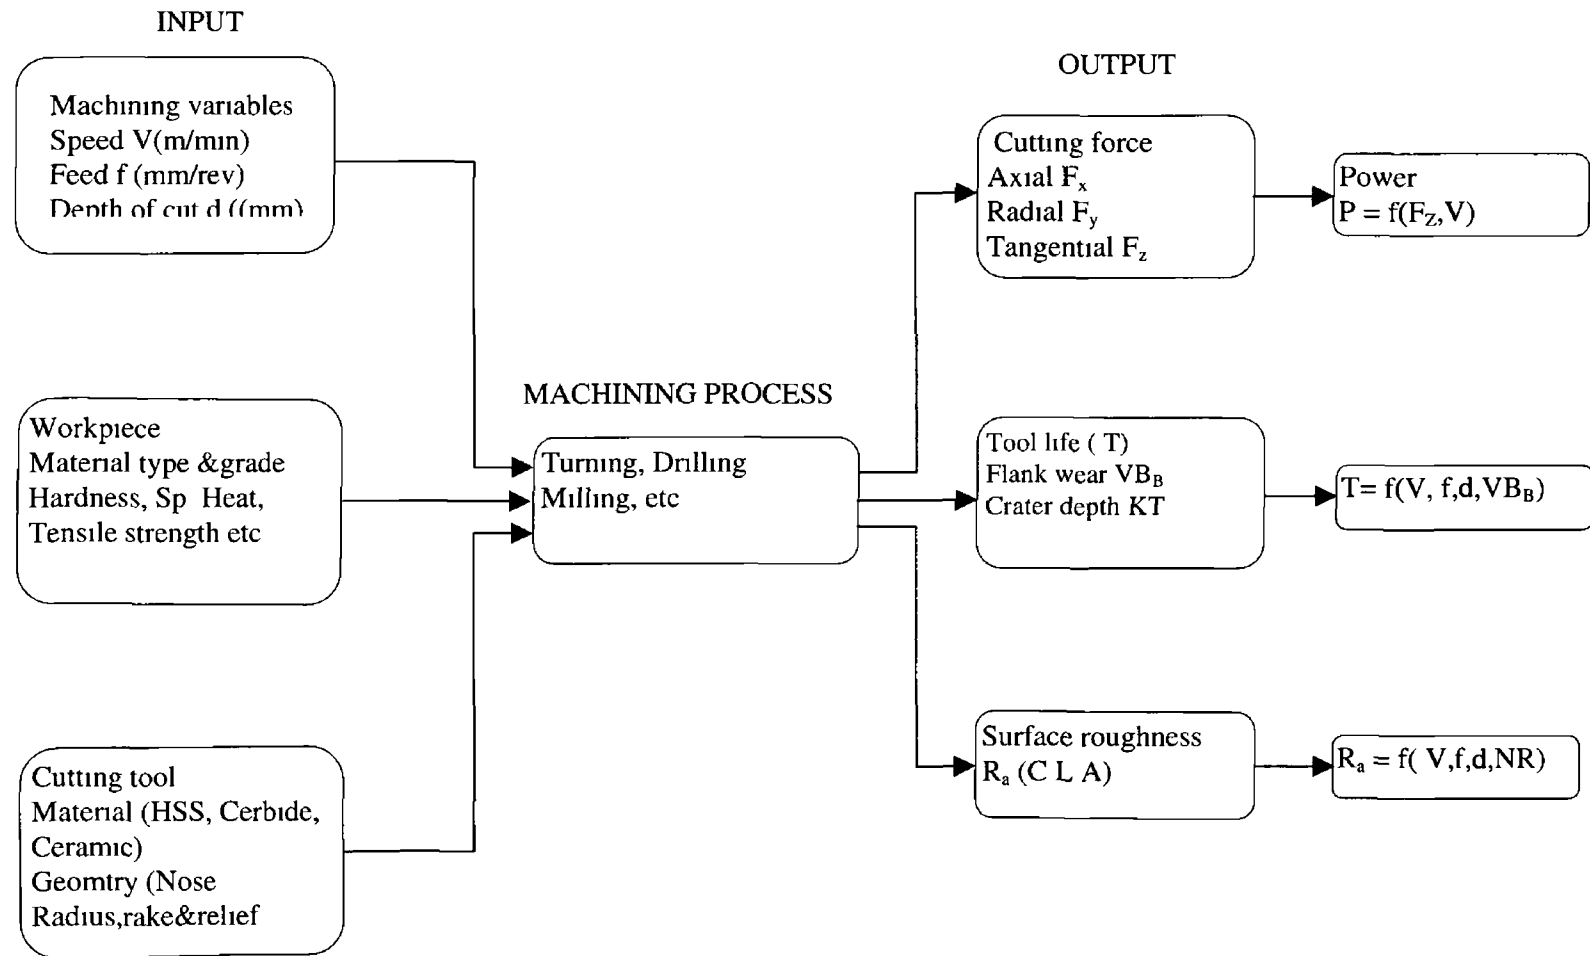 INPUT
Machining variables
Speed V(m/min)
Feed f (mm/rev)
Depth of cut d ((mm)
Workpiece
Material type &grade
Hardness, Sp Heat,
Tensile strength etc
Cutting tool
Material (HSS, Cerbide,
Ceramic)
Geomtry (Nose
Radius,rake&relief
MACHINING PROCESS
Turning, Drilling
Milling, etc
OUTPUT
Cutting force
Axial Fx
Radial Fy
Tangential Fz
Power
P = f(FZ,V)
Tool life ( T)
Flank wear VBB
Crater depth KT
T= f(V, f,d,VBB)
Surface roughness
Ra (C L A)
Ra = f( V,f,d,NR)